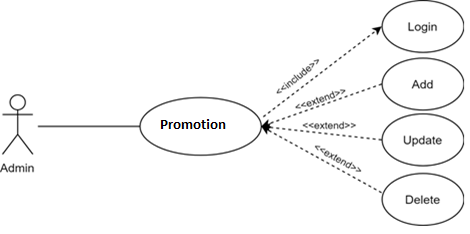 Login
<<include>>
Add
<<extend>>
Promotion
<<extend>>
Update
Admin
<<extend>>
Delete